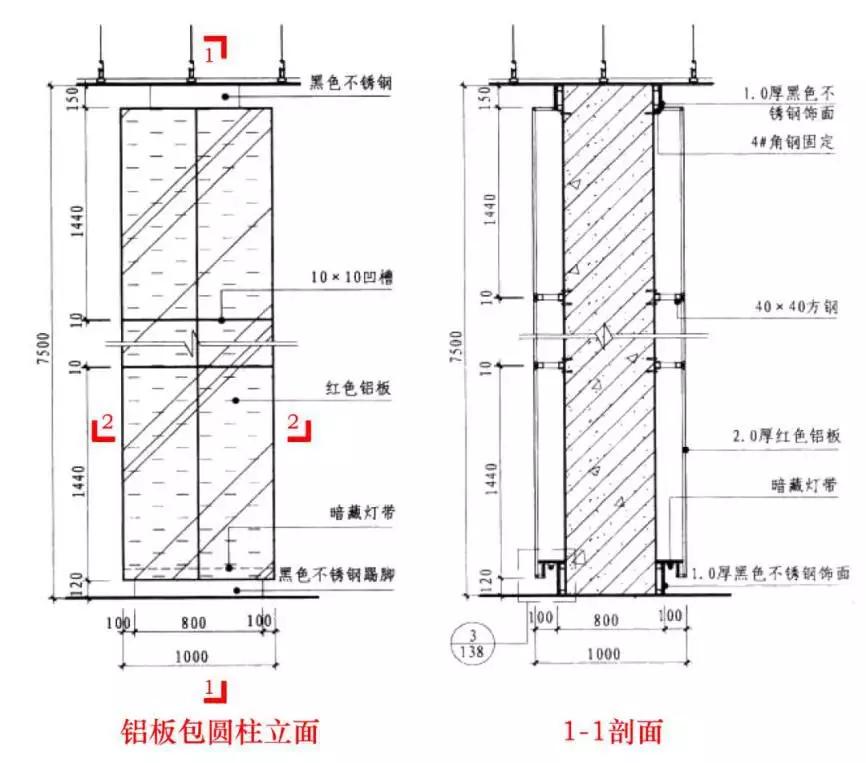 1
黑色不锈钢
150
1440
10×10凹槽
10
7500
10
红色铝板
2
2
1440
暗藏灯带
黑色不锈钢踢脚
120
100
800
100
1000
1
铝板包圆柱立面
1.0厚黑色不
锈钢饰面
4#角钢固定
150
1440
10
40×40方钢
7500
10
2.0厚红色铝板
1440
暗藏灯带
1.0厚黑色不锈钢饰面
120
3
138
100
800
100
1000
1-1剖面